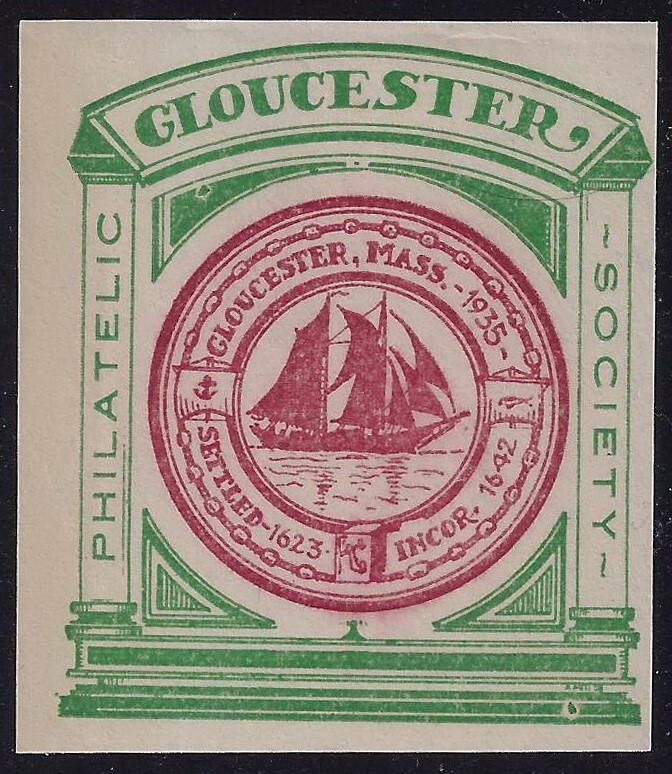 GLOUCESTER
PHILATELIC
~SOCIETY~
GLOUCESTER, MASS.-1935-
SETTLED-1623-
INCOR. 1642